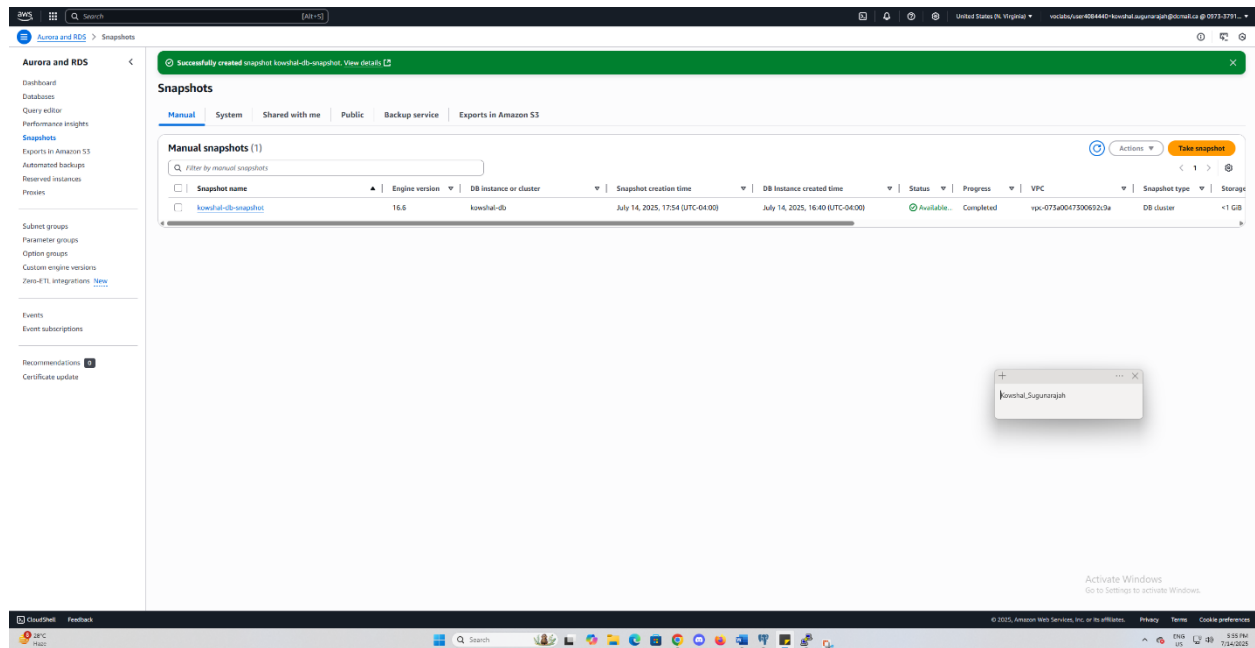 aws
Search
[Alt+S]
United States (N. Virginia)
voclabs/user4084440=kowshal.sugunarajah@dcmail.ca @ 0973-3791...
Aurora and RDS > Snapshots
Aurora and RDS
Dashboard
Databases
Query editor
Performance insights
Snapshots
Exports in Amazon S3
Automated backups
Reserved instances
Proxies
Subnet groups
Parameter groups
Option groups
Custom engine versions
Zero-ETL integrations New
Events
Event subscriptions
Recommendations 0
Certificate update
Successfully created snapshot kowshal-db-snapshot. View details
Snapshots
Manual System Shared with me Public Backup service Exports in Amazon S3
Manual snapshots (1)
Actions
Take snapshot
Filter by manual snapshots
1
Snapshot name Engine version DB instance or cluster Snapshot creation time DB Instance created time Status Progress VPC Snapshot type Storage
kowshal-db-snapshot 16.6 kowshal-db July 14, 2025, 17:54 (UTC-04:00) July 14, 2025, 16:40 (UTC-04:00) Available... Completed vpc-073a0047300692c9a DB cluster <1 GiB
Kowshal_Sugunarajah
Activate Windows
Go to Settings to activate Windows.
CloudShell Feedback
© 2025, Amazon Web Services, Inc. or its affiliates. Privacy Terms Cookie preferences
28°C
Haze
Search
ENG
US
5:55 PM
7/14/2025